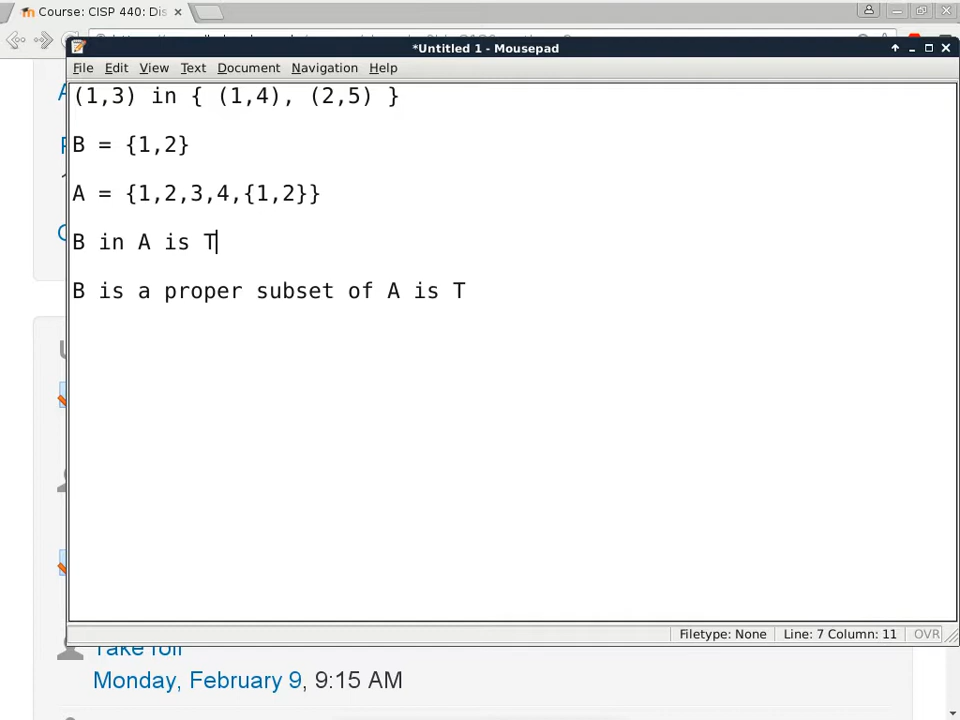 Course: CISP 440: Dis
*Untitled 1 - Mousepad
File Edit View Text Document Navigation Help
(1,3) in { (1,4), (2,5) }
B = {1,2}
A = {1,2,3,4,{1,2}}
B in A is T
B is a proper subset of A is T
Filetype: None Line: 7 Column: 11 OVR
Take roll
Monday, February 9, 9:15 AM